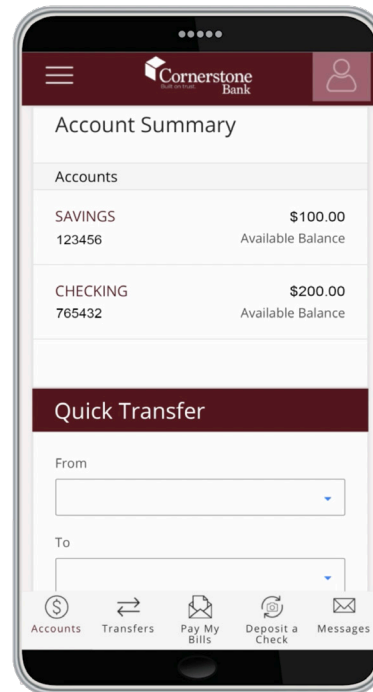 Cornerstone
Built on trust.
Bank
Account Summary
Accounts
SAVINGS $100.00
123456 Available Balance
CHECKING $200.00
765432 Available Balance
Quick Transfer
From
To
Accounts Transfers Pay My Bills Deposit a Check Messages